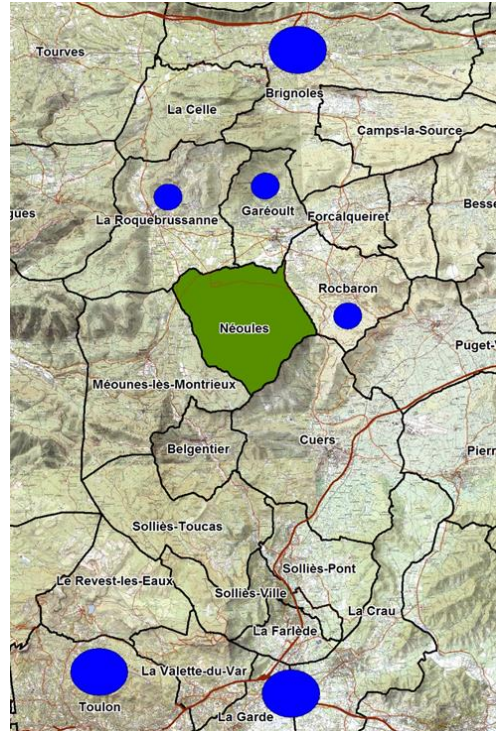 Tourves
Brignoles
La Celle
Camps-la-Source
gues
La Roquebrussanne
Garéoult
Forcalqueiret
Besse
Rocbaron
Néoules
Puget-V
Méounes-lès-Montrieux
Belgentier
Cuers
Pierr
Solliès-Toucas
Solliès-Pont
Le Revest-les-Eaux
Solliès-Ville
La Crau
La Farlède
La Valette-du-Var
Toulon
La Garde